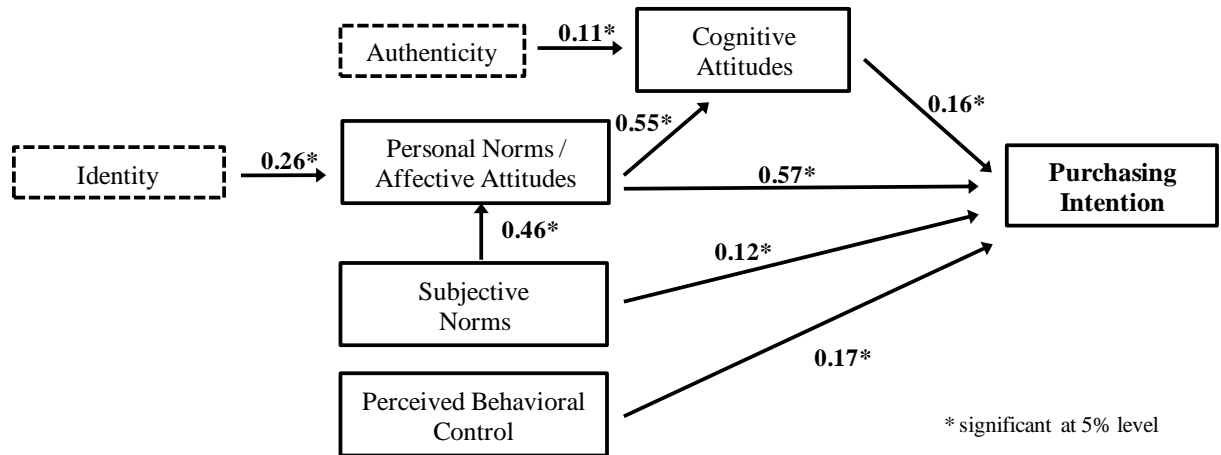 0.11*
Authenticity
Cognitive
Attitudes
0.16*
0.55*
Identity
0.26*
Personal Norms /
Affective Attitudes
0.57*
Purchasing
Intention
0.46*
0.12*
Subjective
Norms
0.17*
Perceived Behavioral
Control
* significant at 5% level